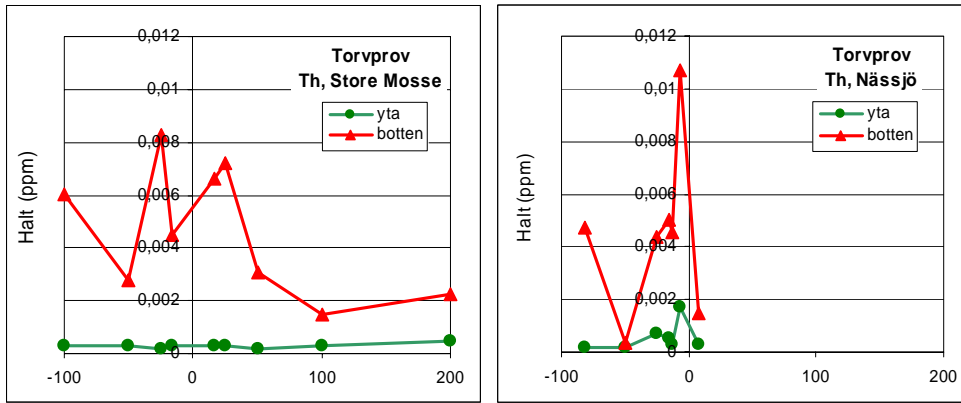 Torvprov
Th, Store Mosse
yta
botten
Halt (ppm)
0,012
0,01
0,008
0,006
0,004
0,002
0
-100
0
100
200
Torvprov
Th, Nässjö
yta
botten
Halt (ppm)
0,012
0,01
0,008
0,006
0,004
0,002
0
-100
0
100
200